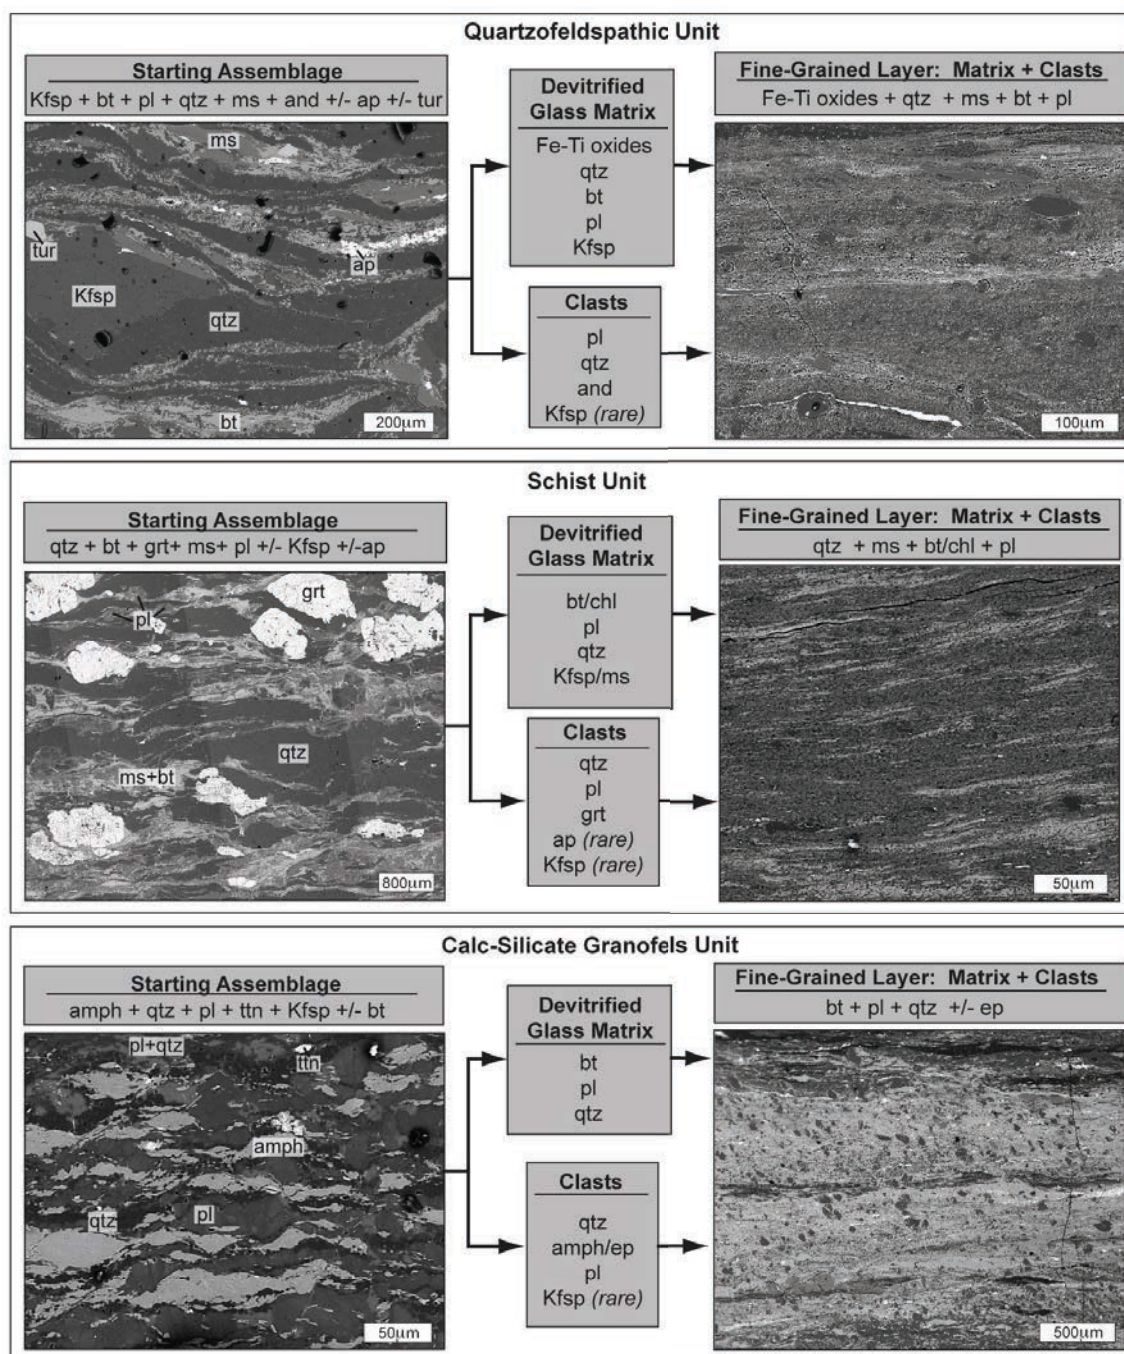 Quartzofeldspathic Unit
Starting Assemblage
Kfsp + bt + pl + qtz + ms + and +/- ap +/- tur
ms
tur
ap
Kfsp
qtz
bt
200µm
Devitrified
Glass Matrix
Fe-Ti oxides
qtz
bt
pl
Kfsp
Clasts
pl
qtz
and
Kfsp (rare)
Fine-Grained Layer: Matrix + Clasts
Fe-Ti oxides + qtz + ms + bt + pl
100µm
Schist Unit
Starting Assemblage
qtz + bt + grt+ ms+ pl +/- Kfsp +/-ap
grt
pl
qtz
ms+bt
800µm
Devitrified
Glass Matrix
bt/chl
pl
qtz
Kfsp/ms
Clasts
qtz
pl
grt
ap (rare)
Kfsp (rare)
Fine-Grained Layer: Matrix + Clasts
qtz + ms + bt/chl + pl
50µm
Calc-Silicate Granofels Unit
Starting Assemblage
amph + qtz + pl + ttn + Kfsp +/- bt
pl+qtz
ttn
amph
qtz
pl
50µm
Devitrified
Glass Matrix
bt
pl
qtz
Clasts
qtz
amph/ep
pl
Kfsp (rare)
Fine-Grained Layer: Matrix + Clasts
bt + pl + qtz +/- ep
500µm